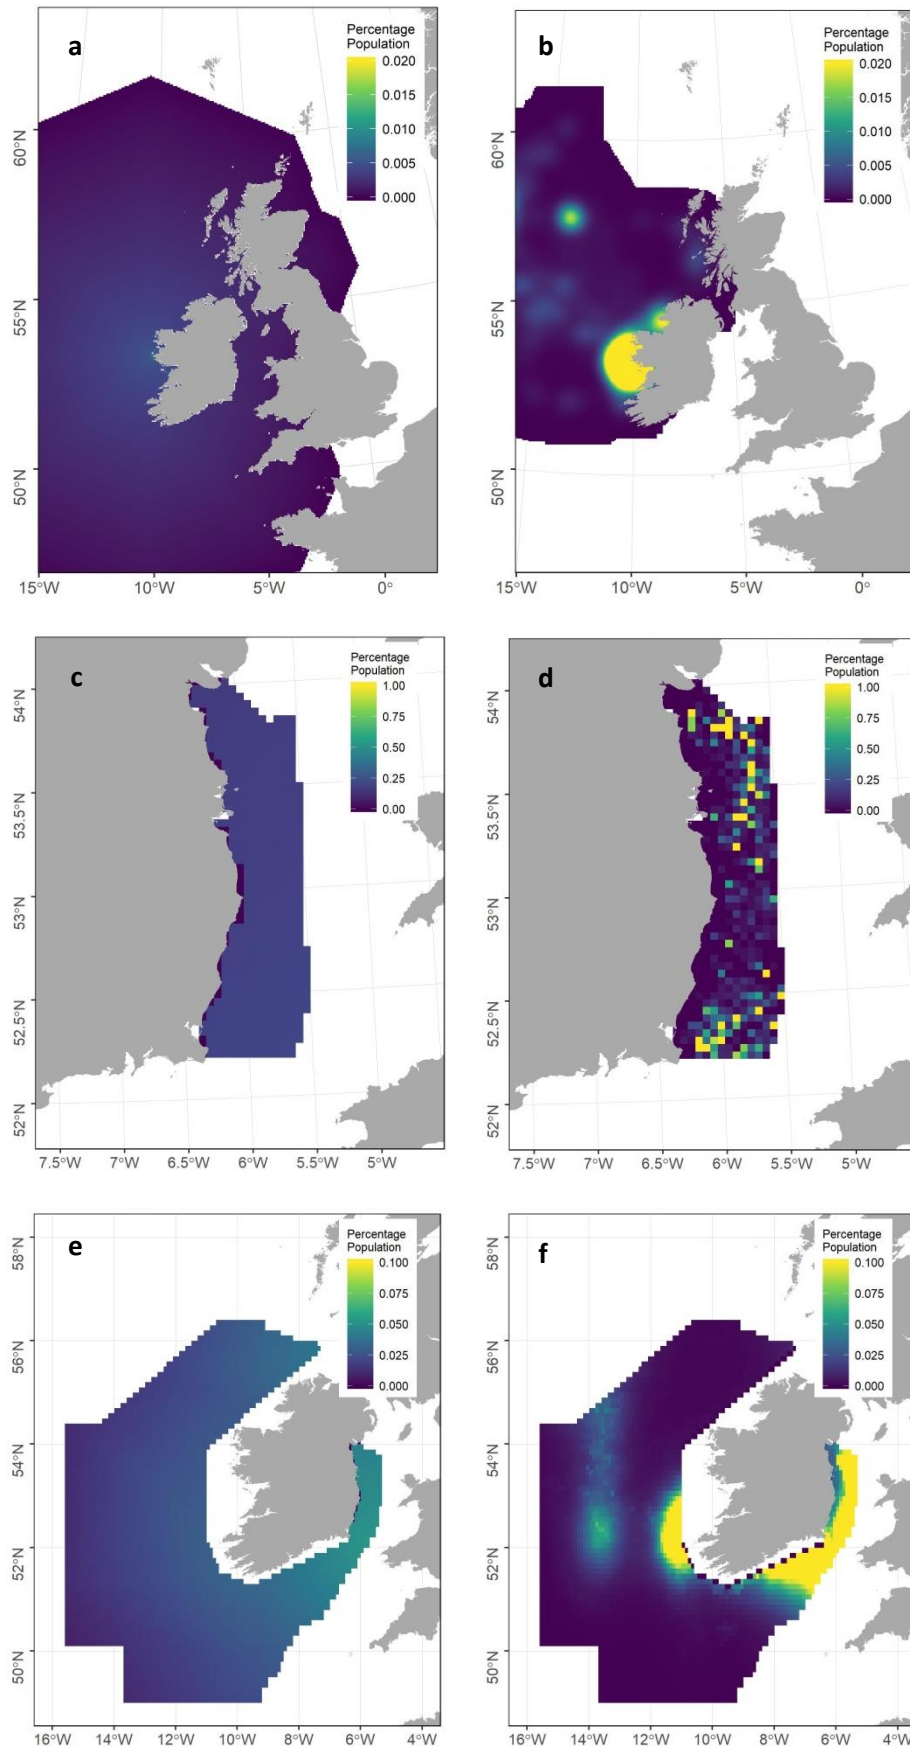 a
Percentage
Population
0.020
0.015
0.010
0.005
0.000
60°N
55°N
50°N
15°W
10°W
5°W
0°
b
Percentage
Population
0.020
0.015
0.010
0.005
0.000
60°N
55°N
50°N
15°W
10°W
5°W
0°
c
Percentage
Population
1.00
0.75
0.50
0.25
0.00
54°N
53.5°N
53°N
52.5°N
52°N
7.5°W
7°W
6.5°W
6°W
5.5°W
5°W
d
Percentage
Population
1.00
0.75
0.50
0.25
0.00
54°N
53.5°N
53°N
52.5°N
52°N
7.5°W
7°W
6.5°W
6°W
5.5°W
5°W
e
Percentage
Population
0.100
0.075
0.050
0.025
0.000
58°N
56°N
54°N
52°N
50°N
16°W
14°W
12°W
10°W
8°W
6°W
4°W
f
Percentage
Population
0.100
0.075
0.050
0.025
0.000
58°N
56°N
54°N
52°N
50°N
16°W
14°W
12°W
10°W
8°W
6°W
4°W